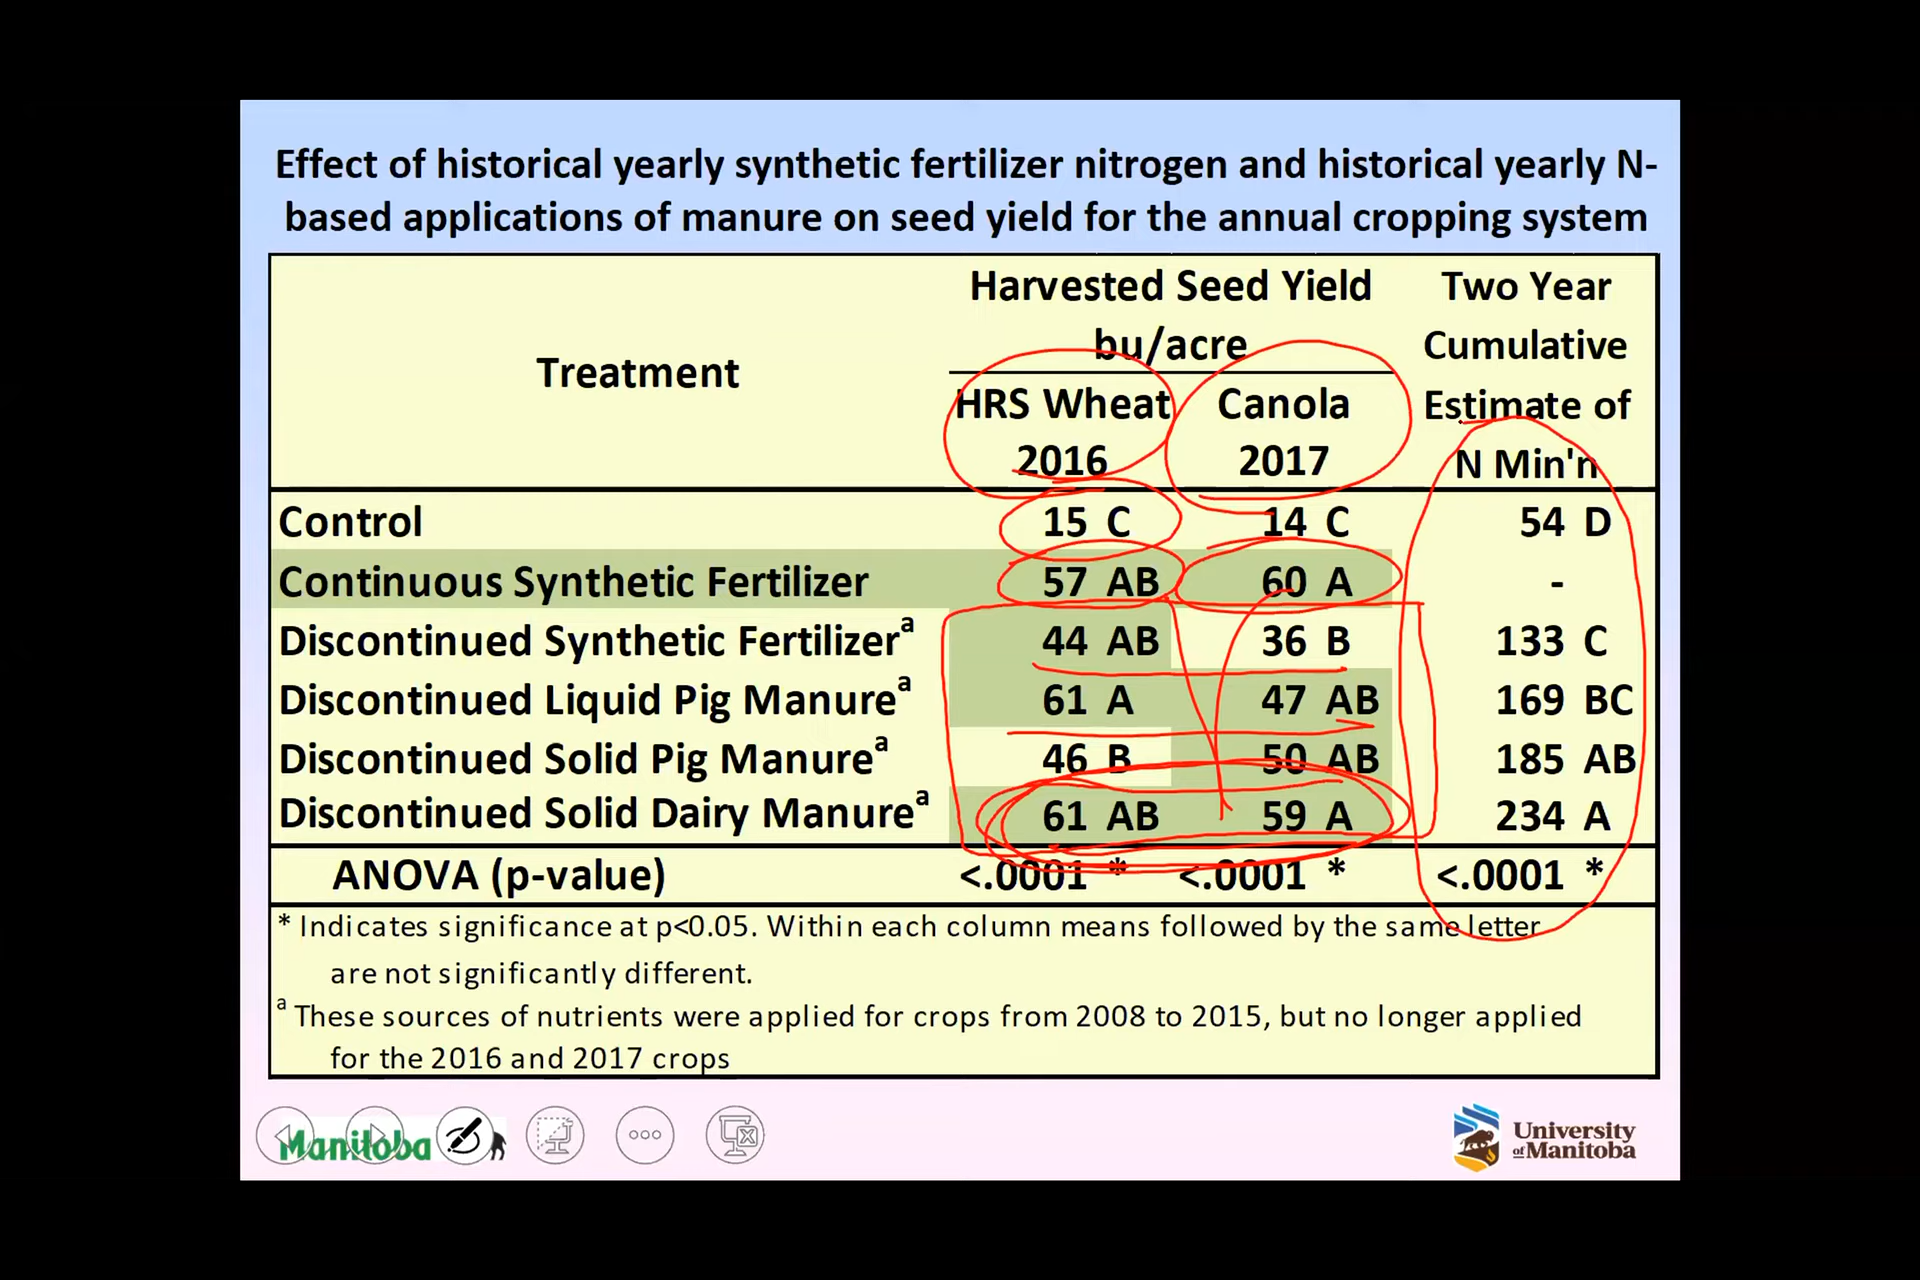 Effect of historical yearly synthetic fertilizer nitrogen and historical yearly N-
based applications of manure on seed yield for the annual cropping system
Treatment
Harvested Seed Yield
bu/acre
HRS Wheat
2016
Canola
2017
Two Year
Cumulative
Estimate of
N Min'n
Control 15 C 14 C 54 D
Continuous Synthetic Fertilizer 57 AB 60 A -
Discontinued Synthetic Fertilizerᵃ 44 AB 36 B 133 C
Discontinued Liquid Pig Manureᵃ 61 A 47 AB 169 BC
Discontinued Solid Pig Manureᵃ 46 B 50 AB 185 AB
Discontinued Solid Dairy Manureᵃ 61 AB 59 A 234 A
ANOVA (p-value) <.0001 * <.0001 * <.0001 *
* Indicates significance at p<0.05. Within each column means followed by the same letter
are not significantly different.
ᵃ These sources of nutrients were applied for crops from 2008 to 2015, but no longer applied
for the 2016 and 2017 crops
Manitoba
University
of Manitoba